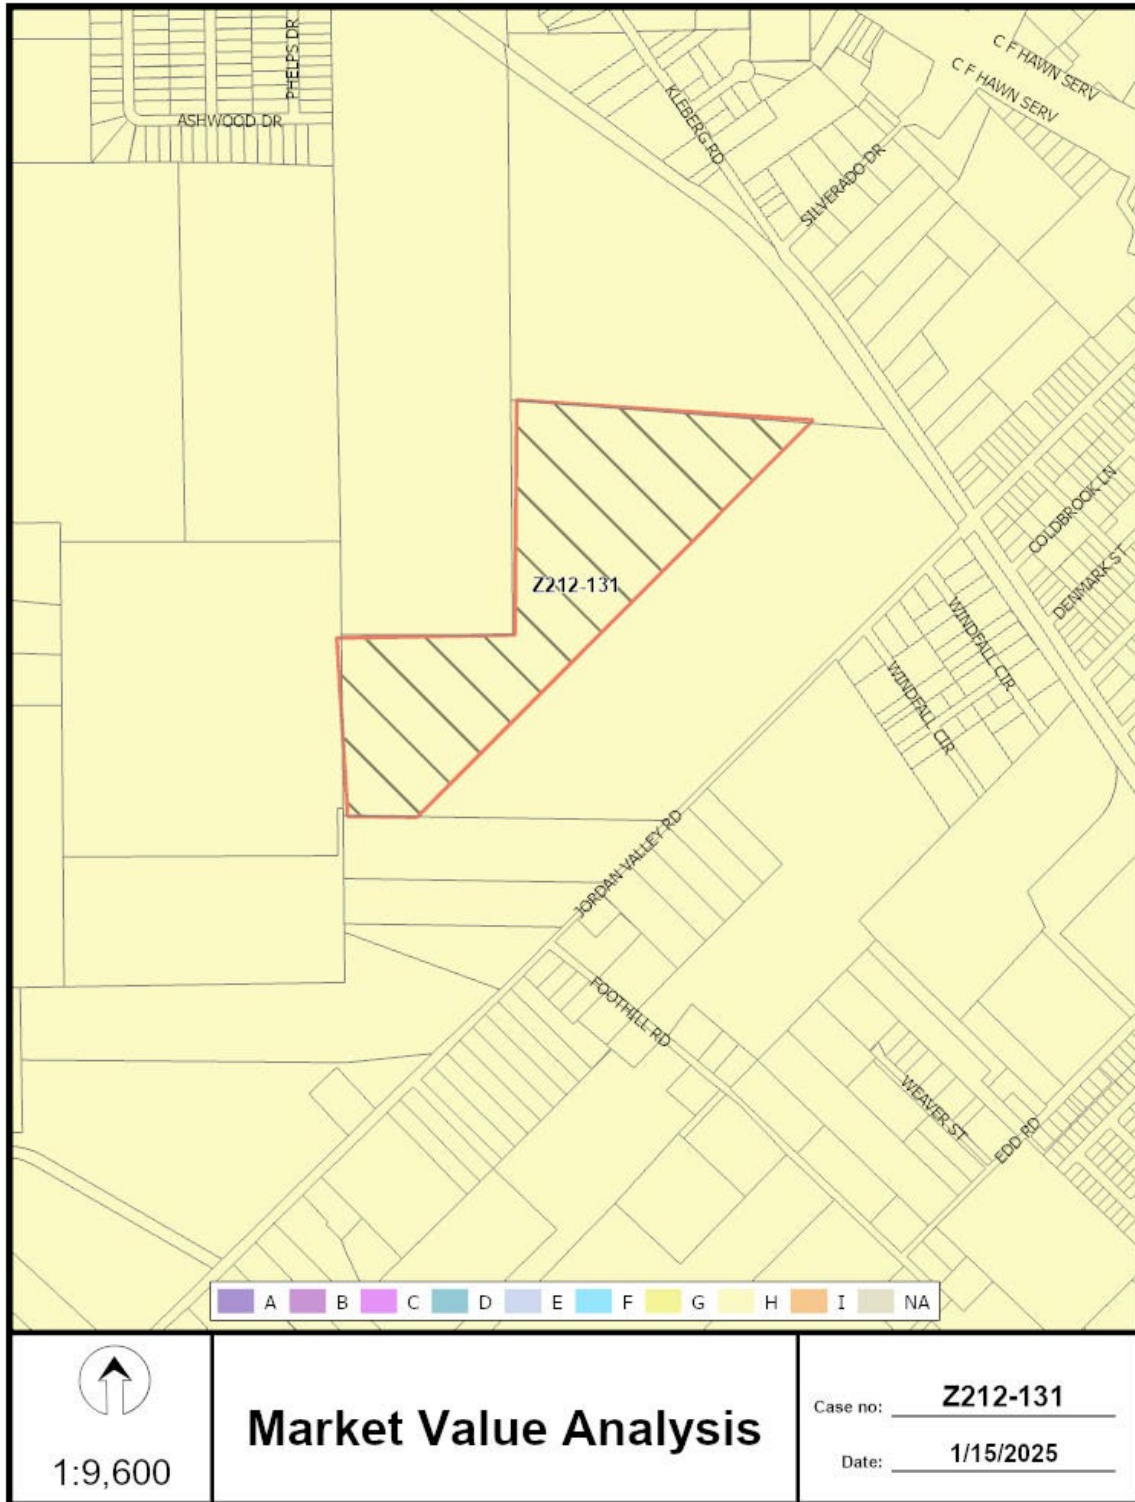 PHELPS DR
ASHWOOD DR
KLEBERG RD
C F HAWN SERV
C F HAWN SERV
SILVERADO DR
COLDBROOK LN
DENMARK ST
Z212-131
WINDFALL CIR
WINDFALL CIR
JORDAN VALLEY RD
FOOTHILL RD
WEAVER ST
EDD RD
A B C D E F G H I NA
1:9,600
Market Value Analysis
Case no: Z212-131
Date: 1/15/2025